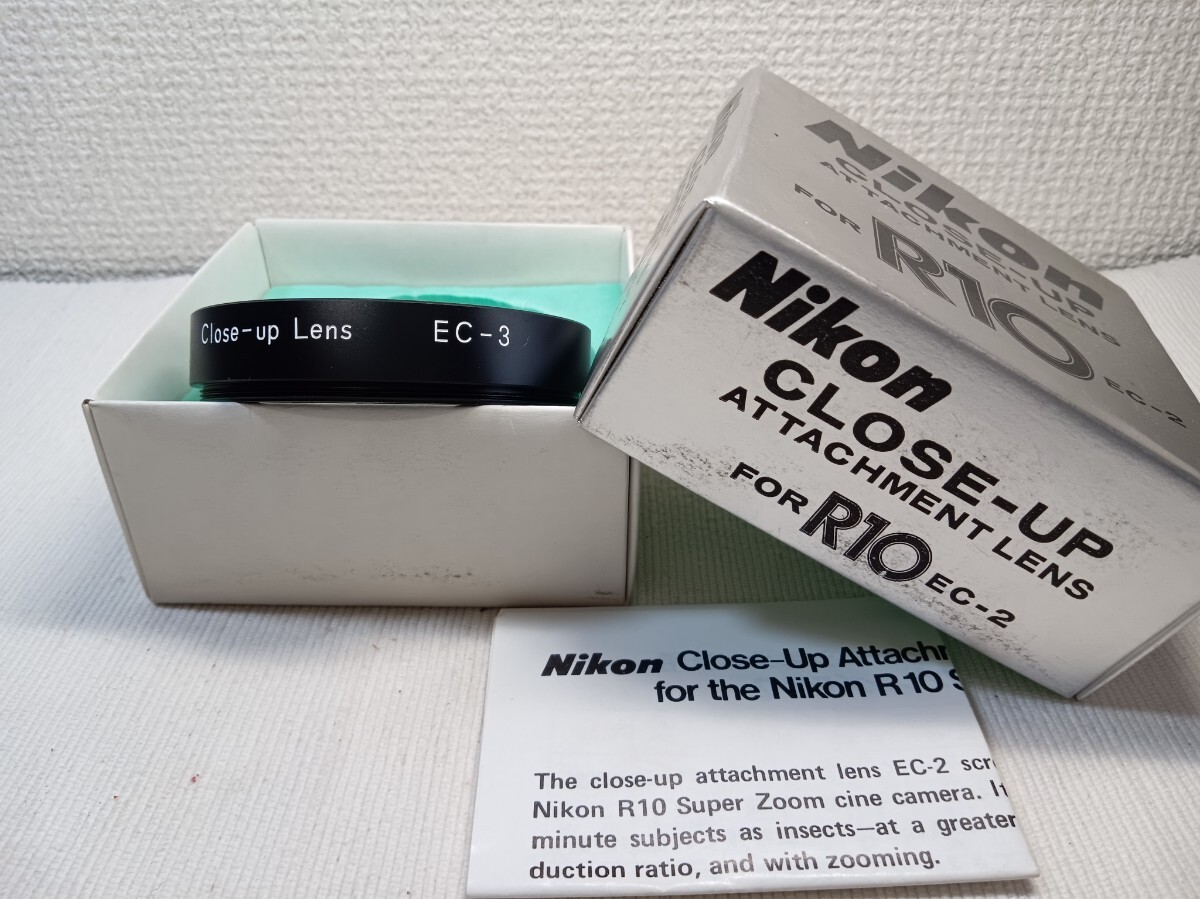 Close-up Lens EC-3
Nikon
CLOSE-UP
ATTACHMENT LENS
FOR R10 EC-2
Nikon
CLOSE-UP
ATTACHMENT LENS
FOR R10 EC-2
Nikon Close-Up Attachm
for the Nikon R10 S
The close-up attachment lens EC-2 scr
Nikon R10 Super Zoom cine camera. It
minute subjects as insects—at a greater
duction ratio, and with zooming.